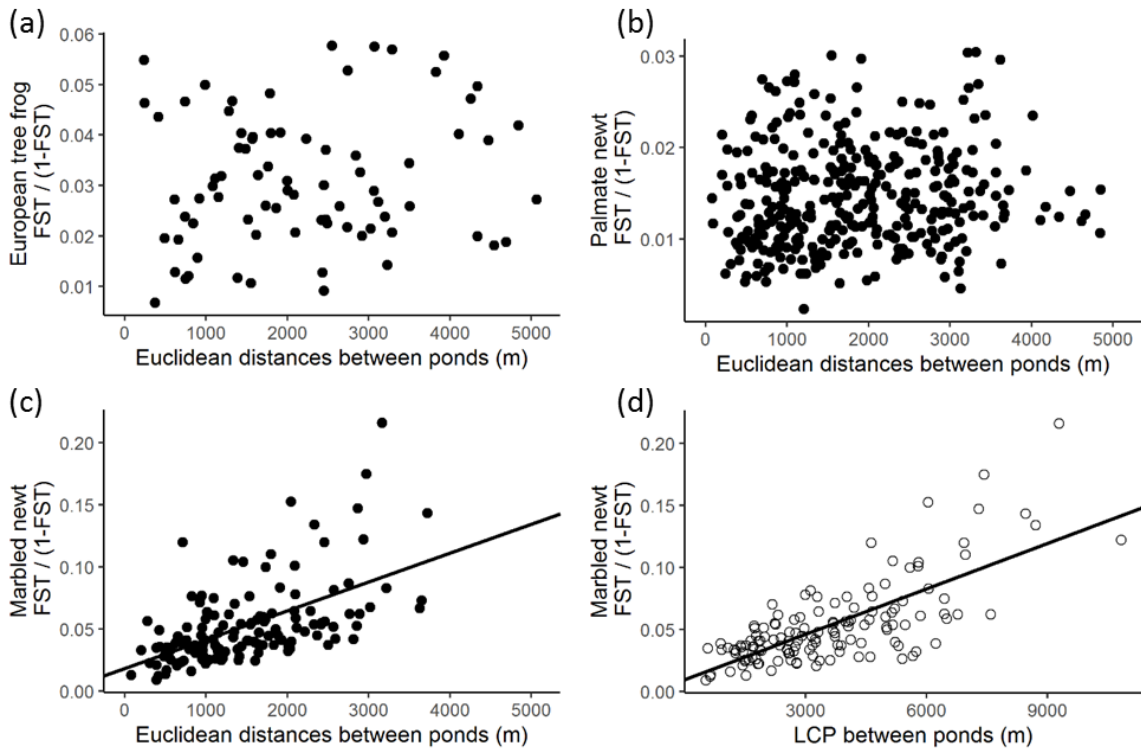 (a)
European tree frog
FST / (1-FST)
0.06
0.05
0.04
0.03
0.02
0.01
0 1000 2000 3000 4000 5000
Euclidean distances between ponds (m)
(b)
Palmate newt
FST / (1-FST)
0.03
0.02
0.01
0 1000 2000 3000 4000 5000
Euclidean distances between ponds (m)
(c)
Marbled newt
FST / (1-FST)
0.20
0.15
0.10
0.05
0.00
0 1000 2000 3000 4000 5000
Euclidean distances between ponds (m)
(d)
Marbled newt
FST / (1-FST)
0.20
0.15
0.10
0.05
0.00
3000 6000 9000
LCP between ponds (m)